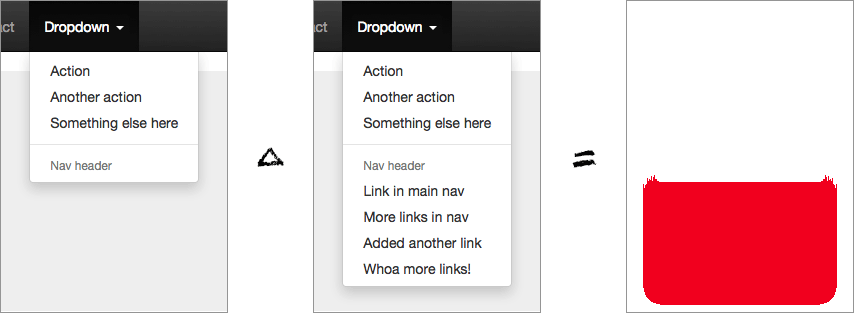 ct Dropdown
Action
Another action
Something else here
Nav header
ct Dropdown
Action
Another action
Something else here
Nav header
Link in main nav
More links in nav
Added another link
Whoa more links!
=